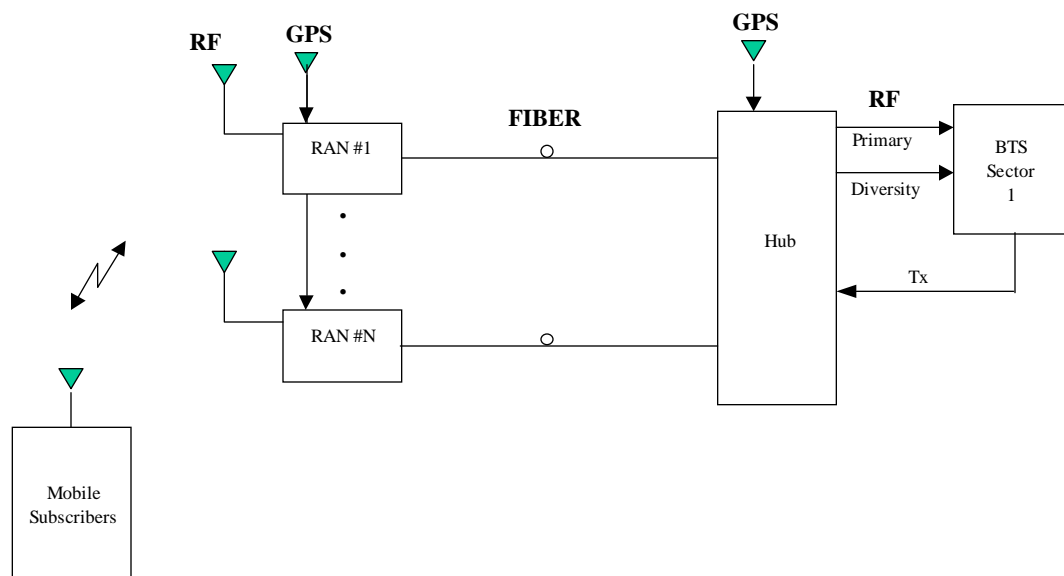 GPS
GPS
RF
RF
FIBER
Primary
RAN #1
BTS
Sector
1
Diversity
Hub
Tx
RAN #N
Mobile
Subscribers